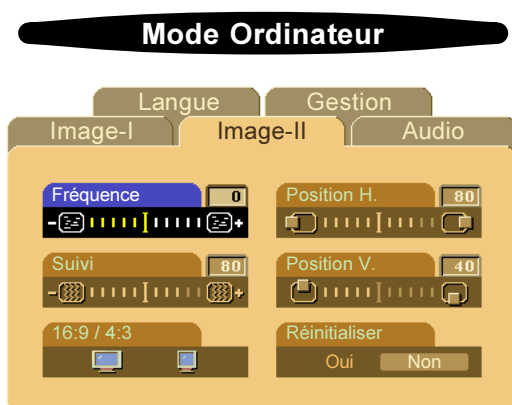 Mode Ordinateur
Langue Gestion
Image-I Image-II Audio
Fréquence 0
Position H. 80
Suivi 80
Position V. 40
16:9 / 4:3
Réinitialiser
Oui Non